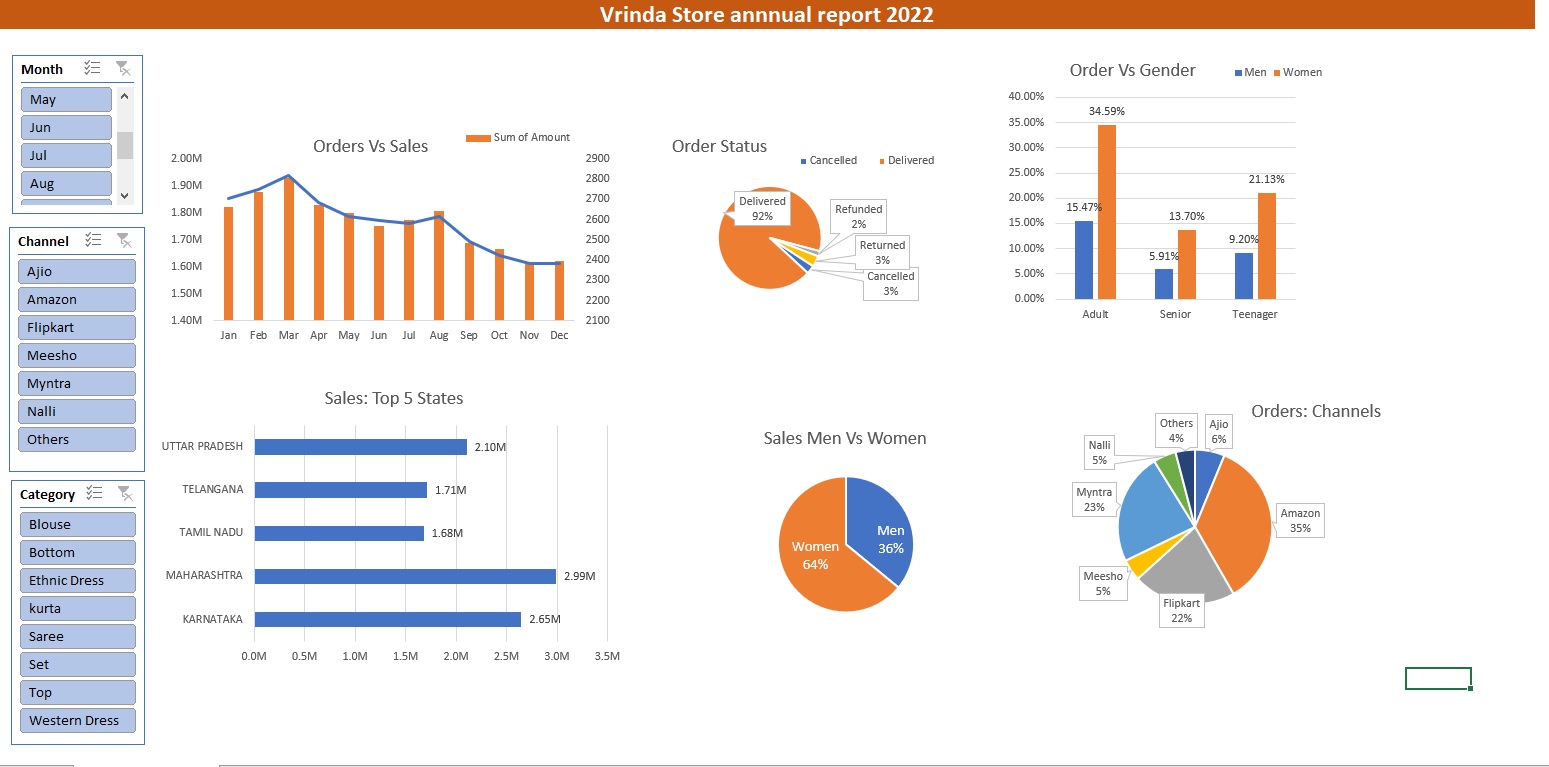 Vrinda Store annnual report 2022
Month
May
Jun
Jul
Aug
Channel
Ajio
Amazon
Flipkart
Meesho
Myntra
Nalli
Others
Category
Blouse
Bottom
Ethnic Dress
kurta
Saree
Set
Top
Western Dress
Orders Vs Sales
Sum of Amount
2.00M
1.90M
1.80M
1.70M
1.60M
1.50M
1.40M
2900
2800
2700
2600
2500
2400
2300
2200
2100
Jan Feb Mar Apr May Jun Jul Aug Sep Oct Nov Dec
Order Status
Cancelled Delivered
Delivered
92%
Refunded
2%
Returned
3%
Cancelled
3%
Order Vs Gender
Men Women
40.00%
35.00%
30.00%
25.00%
20.00%
15.00%
10.00%
5.00%
0.00%
15.47%
34.59%
5.91%
13.70%
9.20%
21.13%
Adult Senior Teenager
Sales: Top 5 States
UTTAR PRADESH 2.10M
TELANGANA 1.71M
TAMIL NADU 1.68M
MAHARASHTRA 2.99M
KARNATAKA 2.65M
0.0M 0.5M 1.0M 1.5M 2.0M 2.5M 3.0M 3.5M
Sales Men Vs Women
Men
36%
Women
64%
Orders: Channels
Others
4%
Ajio
6%
Nalli
5%
Myntra
23%
Amazon
35%
Meesho
5%
Flipkart
22%